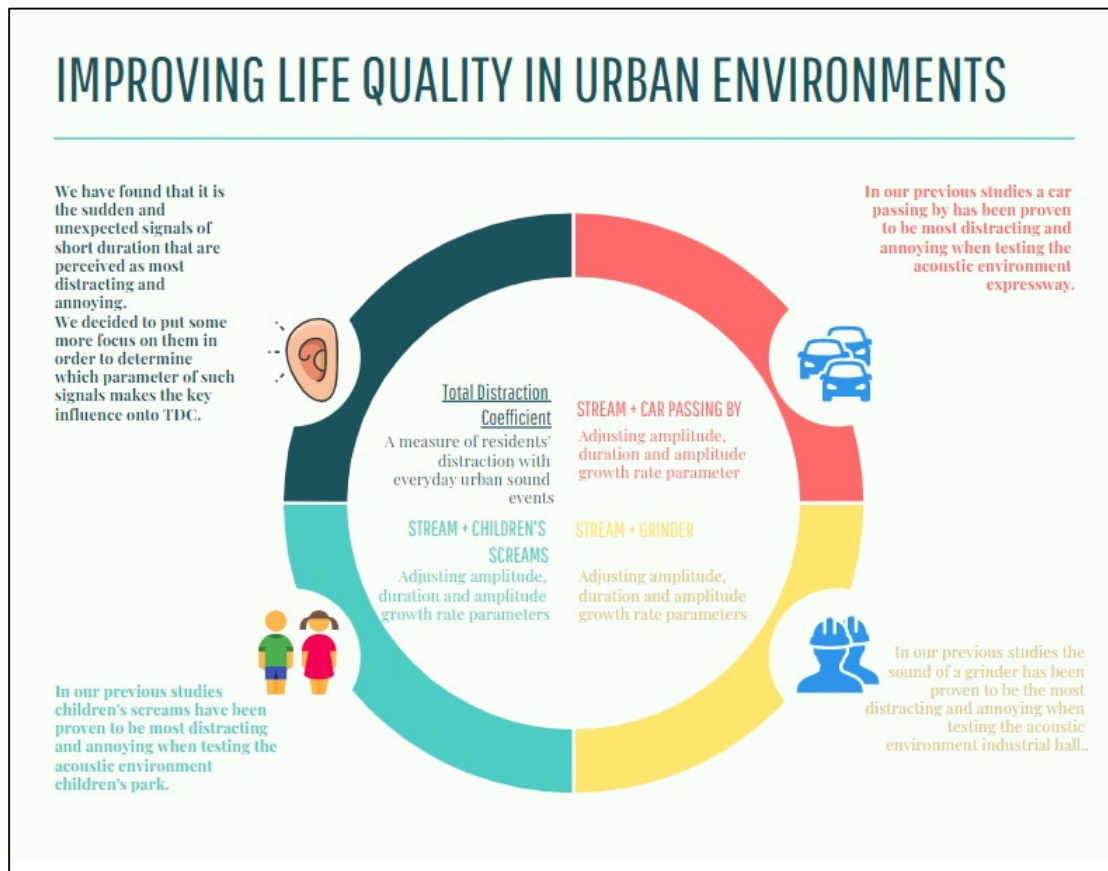 IMPROVING LIFE QUALITY IN URBAN ENVIRONMENTS
We have found that it is
the sudden and
unexpected signals of
short duration that are
perceived as most
distracting and
annoying.
We decided to put some
more focus on them in
order to determine
which parameter of such
signals makes the key
influence onto TDC.
In our previous studies a car
passing by has been proven
to be most distracting and
annoying when testing the
acoustic environment
expressway.
Total Distraction
Coefficient
A measure of residents'
distraction with
everyday urban sound
events
STREAM + CAR PASSING BY
Adjusting amplitude,
duration and amplitude
growth rate parameter
STREAM + CHILDREN'S
SCREAMS
Adjusting amplitude,
duration and amplitude
growth rate parameters
STREAM + GRINDER
Adjusting amplitude,
duration and amplitude
growth rate parameters
In our previous studies
children's screams have been
proven to be most distracting
and annoying when testing the
acoustic environment
children's park.
In our previous studies the
sound of a grinder has been
proven to be the most
distracting and annoying when
testing the acoustic
environment industrial hall..